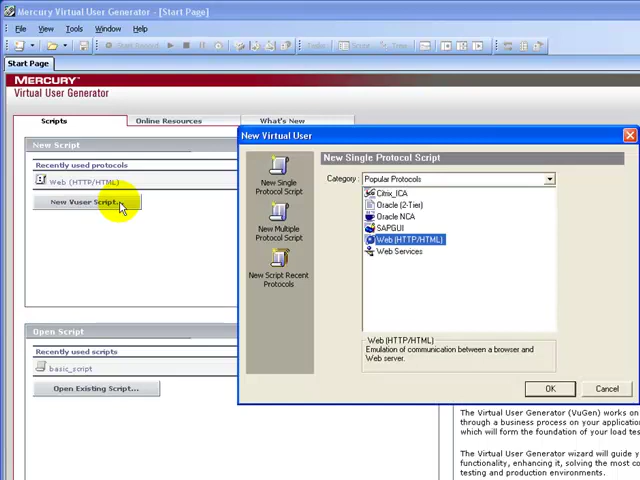 Mercury Virtual User Generator - [Start Page]
File View Tools Window Help
Start Record
Tasks Script Tree
Start Page
MERCURY
Virtual User Generator
Scripts Online Resources What's New
New Script
Recently used protocols
Web (HTTP/HTML)
New Vuser Script...
Open Script
Recently used scripts
basic_script
Open Existing Script...
New Virtual User
New Single
Protocol Script
New Multiple
Protocol Script
New Script Recent
Protocols
New Single Protocol Script
Category: Popular Protocols
Citrix_ICA
Oracle (2-Tier)
Oracle NCA
SAPGUI
Web (HTTP/HTML)
Web Services
Web (HTTP/HTML)
Emulation of communication between a browser and
Web server.
OK Cancel
The Virtual User Generator (VuGen) works on
through a business process on your application
which will form the foundation of your load tes
The Virtual User Generator wizard will guide y
functionality, enhancing it, solving the most co
testing and production environments.